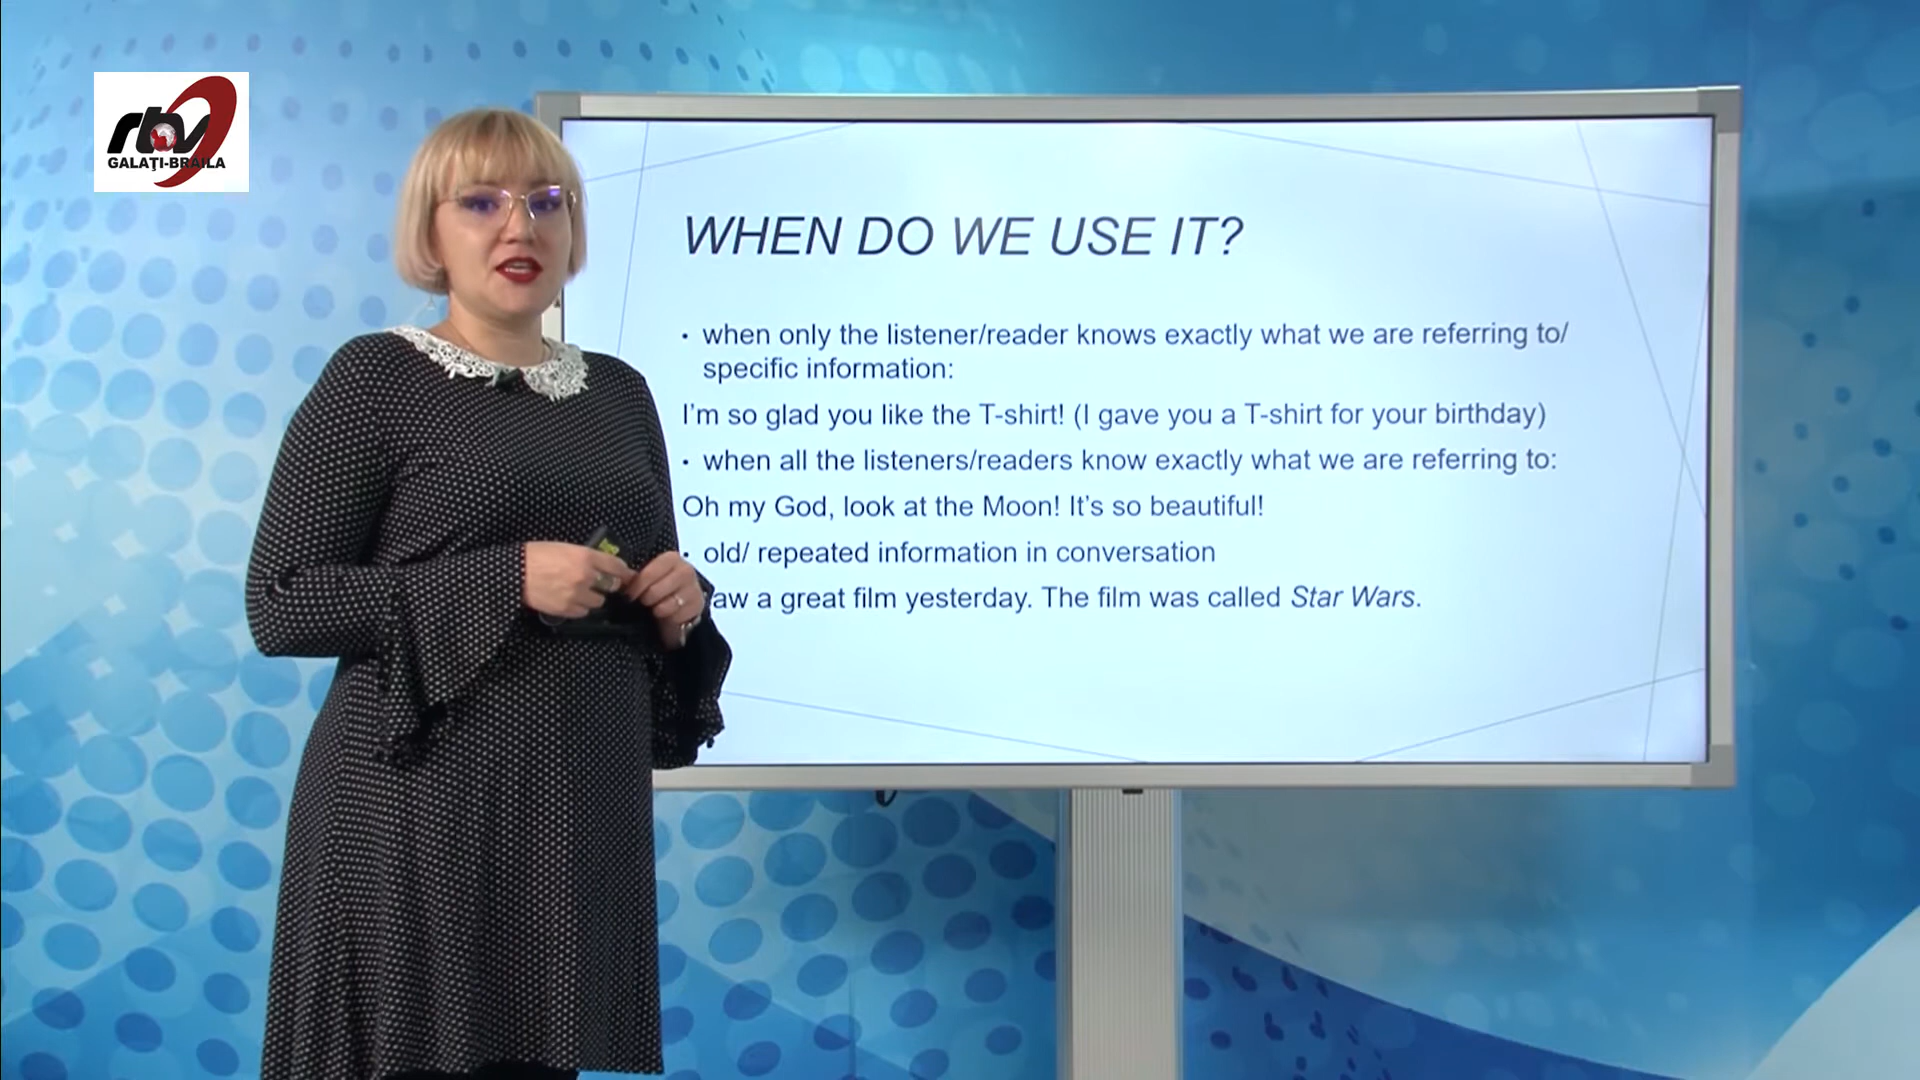 rtv
GALAŢI-BRĂILA
WHEN DO WE USE IT?
• when only the listener/reader knows exactly what we are referring to/
specific information:
I'm so glad you like the T-shirt! (I gave you a T-shirt for your birthday)
• when all the listeners/readers know exactly what we are referring to:
Oh my God, look at the Moon! It's so beautiful!
• old/ repeated information in conversation
aw a great film yesterday. The film was called Star Wars.